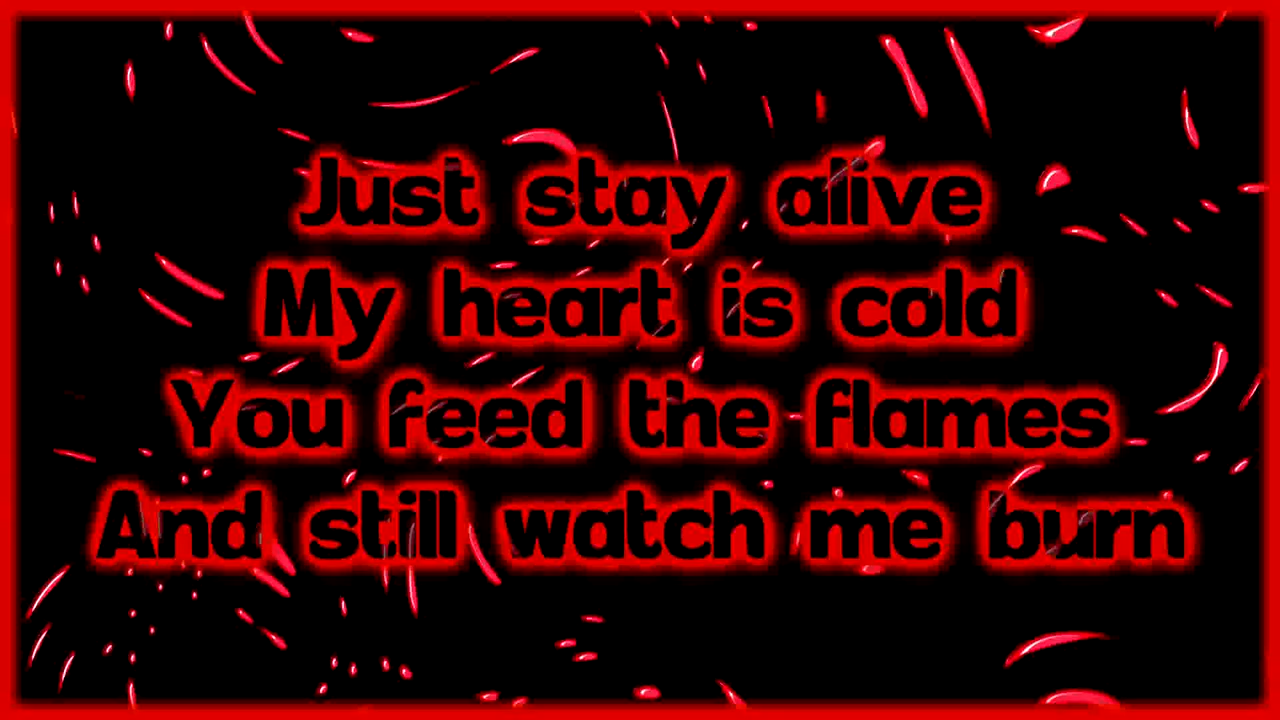 Just stay alive
My heart is cold
You feed the flames
And still watch me burn